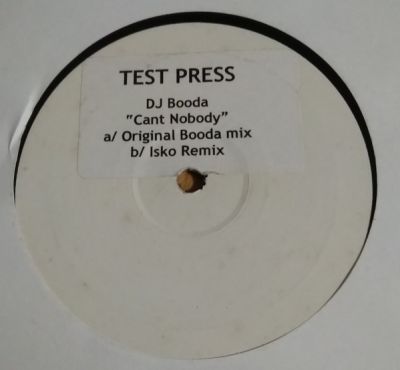 TEST PRESS
DJ Booda
"Cant Nobody"
a/ Original Booda mix
b/ Isko Remix